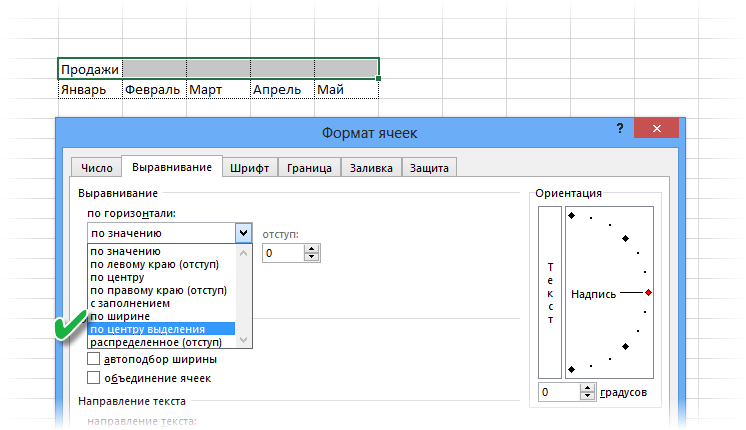 Продажи
Январь Февраль Март Апрель Май
Формат ячеек ?
Число Выравнивание Шрифт Граница Заливка Защита
Выравнивание
по горизонтали:
по значению
отступ:
0
по значению
по левому краю (отступ)
по центру
по правому краю (отступ)
с заполнением
по ширине
по центру выделения
распределенное (отступ)
автоподбор ширины
объединение ячеек
Направление текста
направление текста:
Ориентация
Текст
Надпись
0 градусов